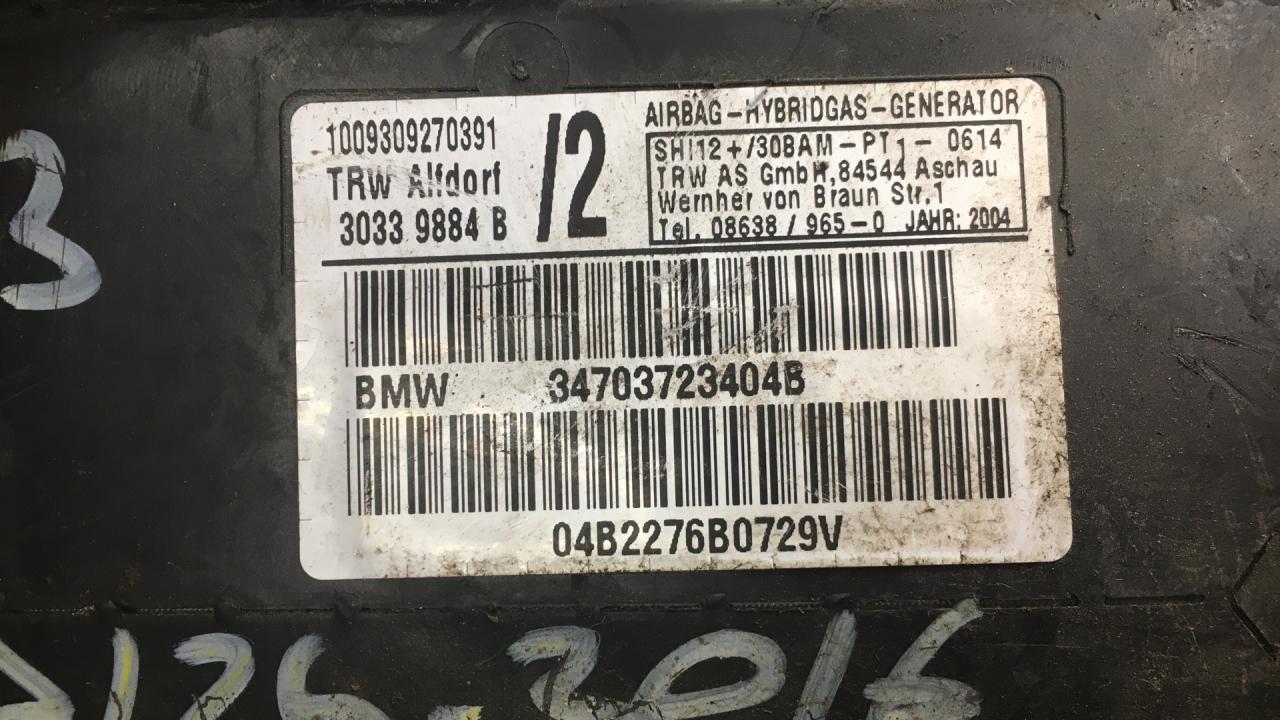 1009309270391
TRW Alfdorf
3033 9884 B
/2
AIRBAG-HYBRIDGAS-GENERATOR
SHI12+/30BAM-PT1-0614
TRW AS GmbH,84544 Aschau
Wernher von Braun Str.1
Tel. 08638 / 965-0 JAHR: 2004
BMW 34703723404B
04B2276B0729V
3